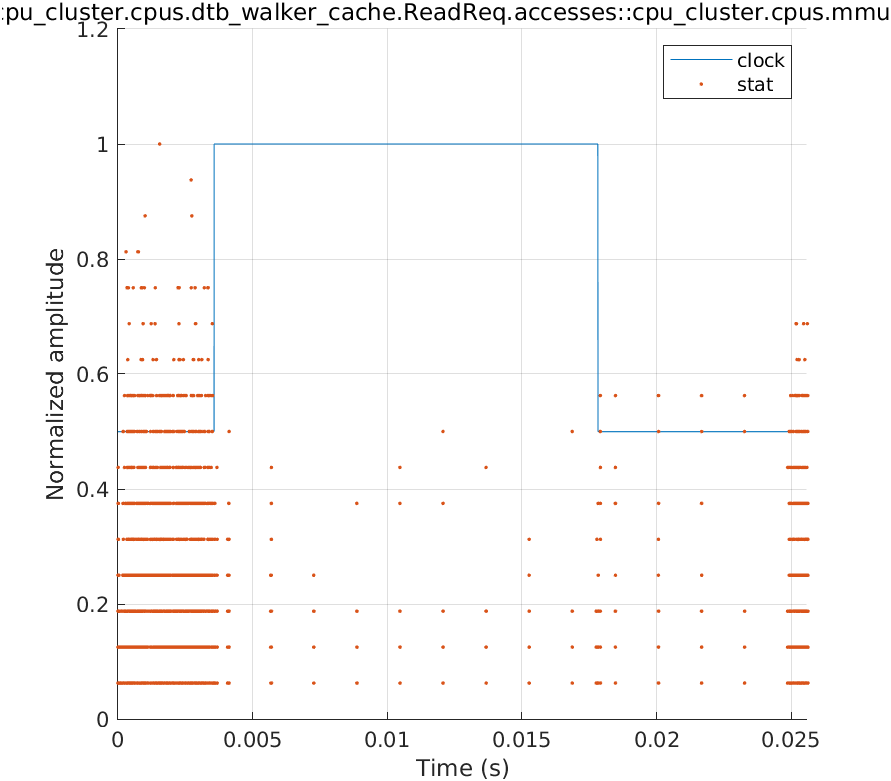 :pu_cluster.cpus.dtb_walker_cache.ReadReq.accesses::cpu_cluster.cpus.mmu
1.2
1
0.8
0.6
0.4
0.2
0
Normalized amplitude
clock
stat
0 0.005 0.01 0.015 0.02 0.025
Time (s)